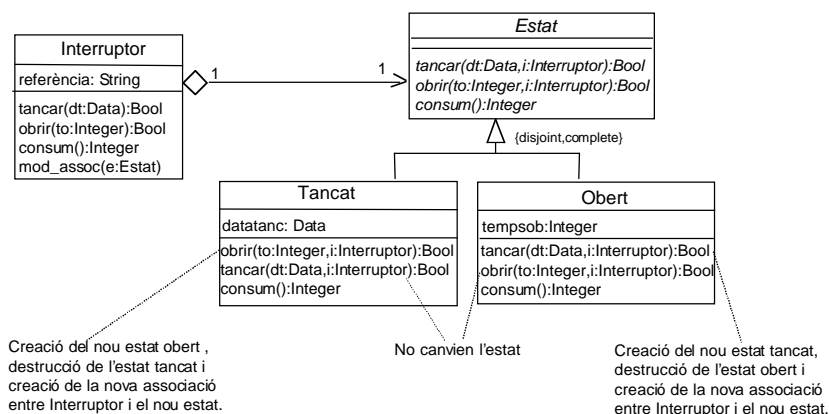 Interruptor
referència: String
tancar(dt:Data):Bool
obrir(to:Integer):Bool
consum():Integer
mod_assoc(e:Estat)
1
1
Estat
tancar(dt:Data,i:Interruptor):Bool
obrir(to:Integer,i:Interruptor):Bool
consum():Integer
{disjoint,complete}
Tancat
datatanc: Data
obrir(to:Integer,i:Interruptor):Bool
tancar(dt:Data,i:Interruptor):Bool
consum():Integer
Obert
tempsob:Integer
tancar(dt:Data,i:Interruptor):Bool
obrir(to:Integer,i:Interruptor):Bool
consum():Integer
Creació del nou estat obert ,
destrucció de l'estat tancat i
creació de la nova associació
entre Interruptor i el nou estat.
No canvien l'estat
Creació del nou estat tancat,
destrucció de l'estat obert i
creació de la nova associació
entre Interruptor i el nou estat.